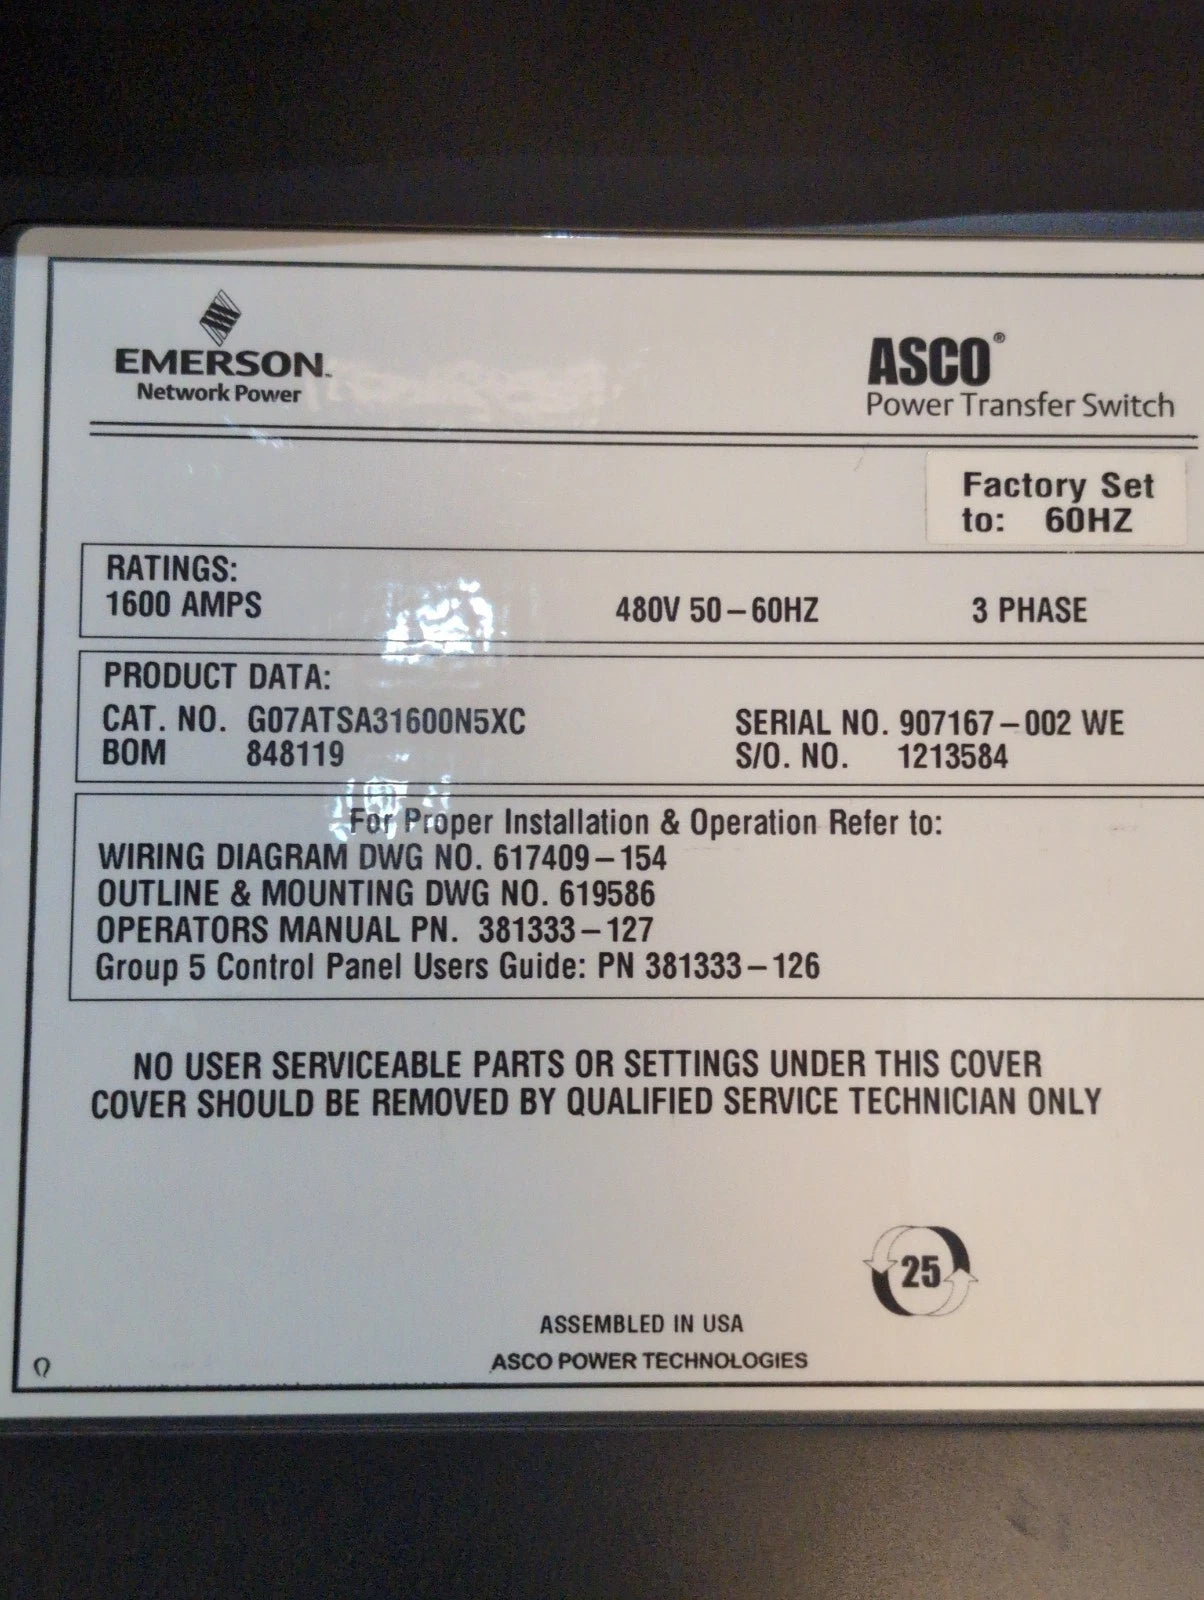 EMERSON™
Network Power
ASCO®
Power Transfer Switch
Factory Set
to: 60HZ
RATINGS:
1600 AMPS 480V 50-60HZ 3 PHASE
PRODUCT DATA:
CAT. NO. G07ATSA31600N5XC SERIAL NO. 907167-002 WE
BOM 848119 S/O. NO. 1213584
For Proper Installation & Operation Refer to:
WIRING DIAGRAM DWG NO. 617409-154
OUTLINE & MOUNTING DWG NO. 619586
OPERATORS MANUAL PN. 381333-127
Group 5 Control Panel Users Guide: PN 381333-126
NO USER SERVICEABLE PARTS OR SETTINGS UNDER THIS COVER
COVER SHOULD BE REMOVED BY QUALIFIED SERVICE TECHNICIAN ONLY
25
ASSEMBLED IN USA
ASCO POWER TECHNOLOGIES